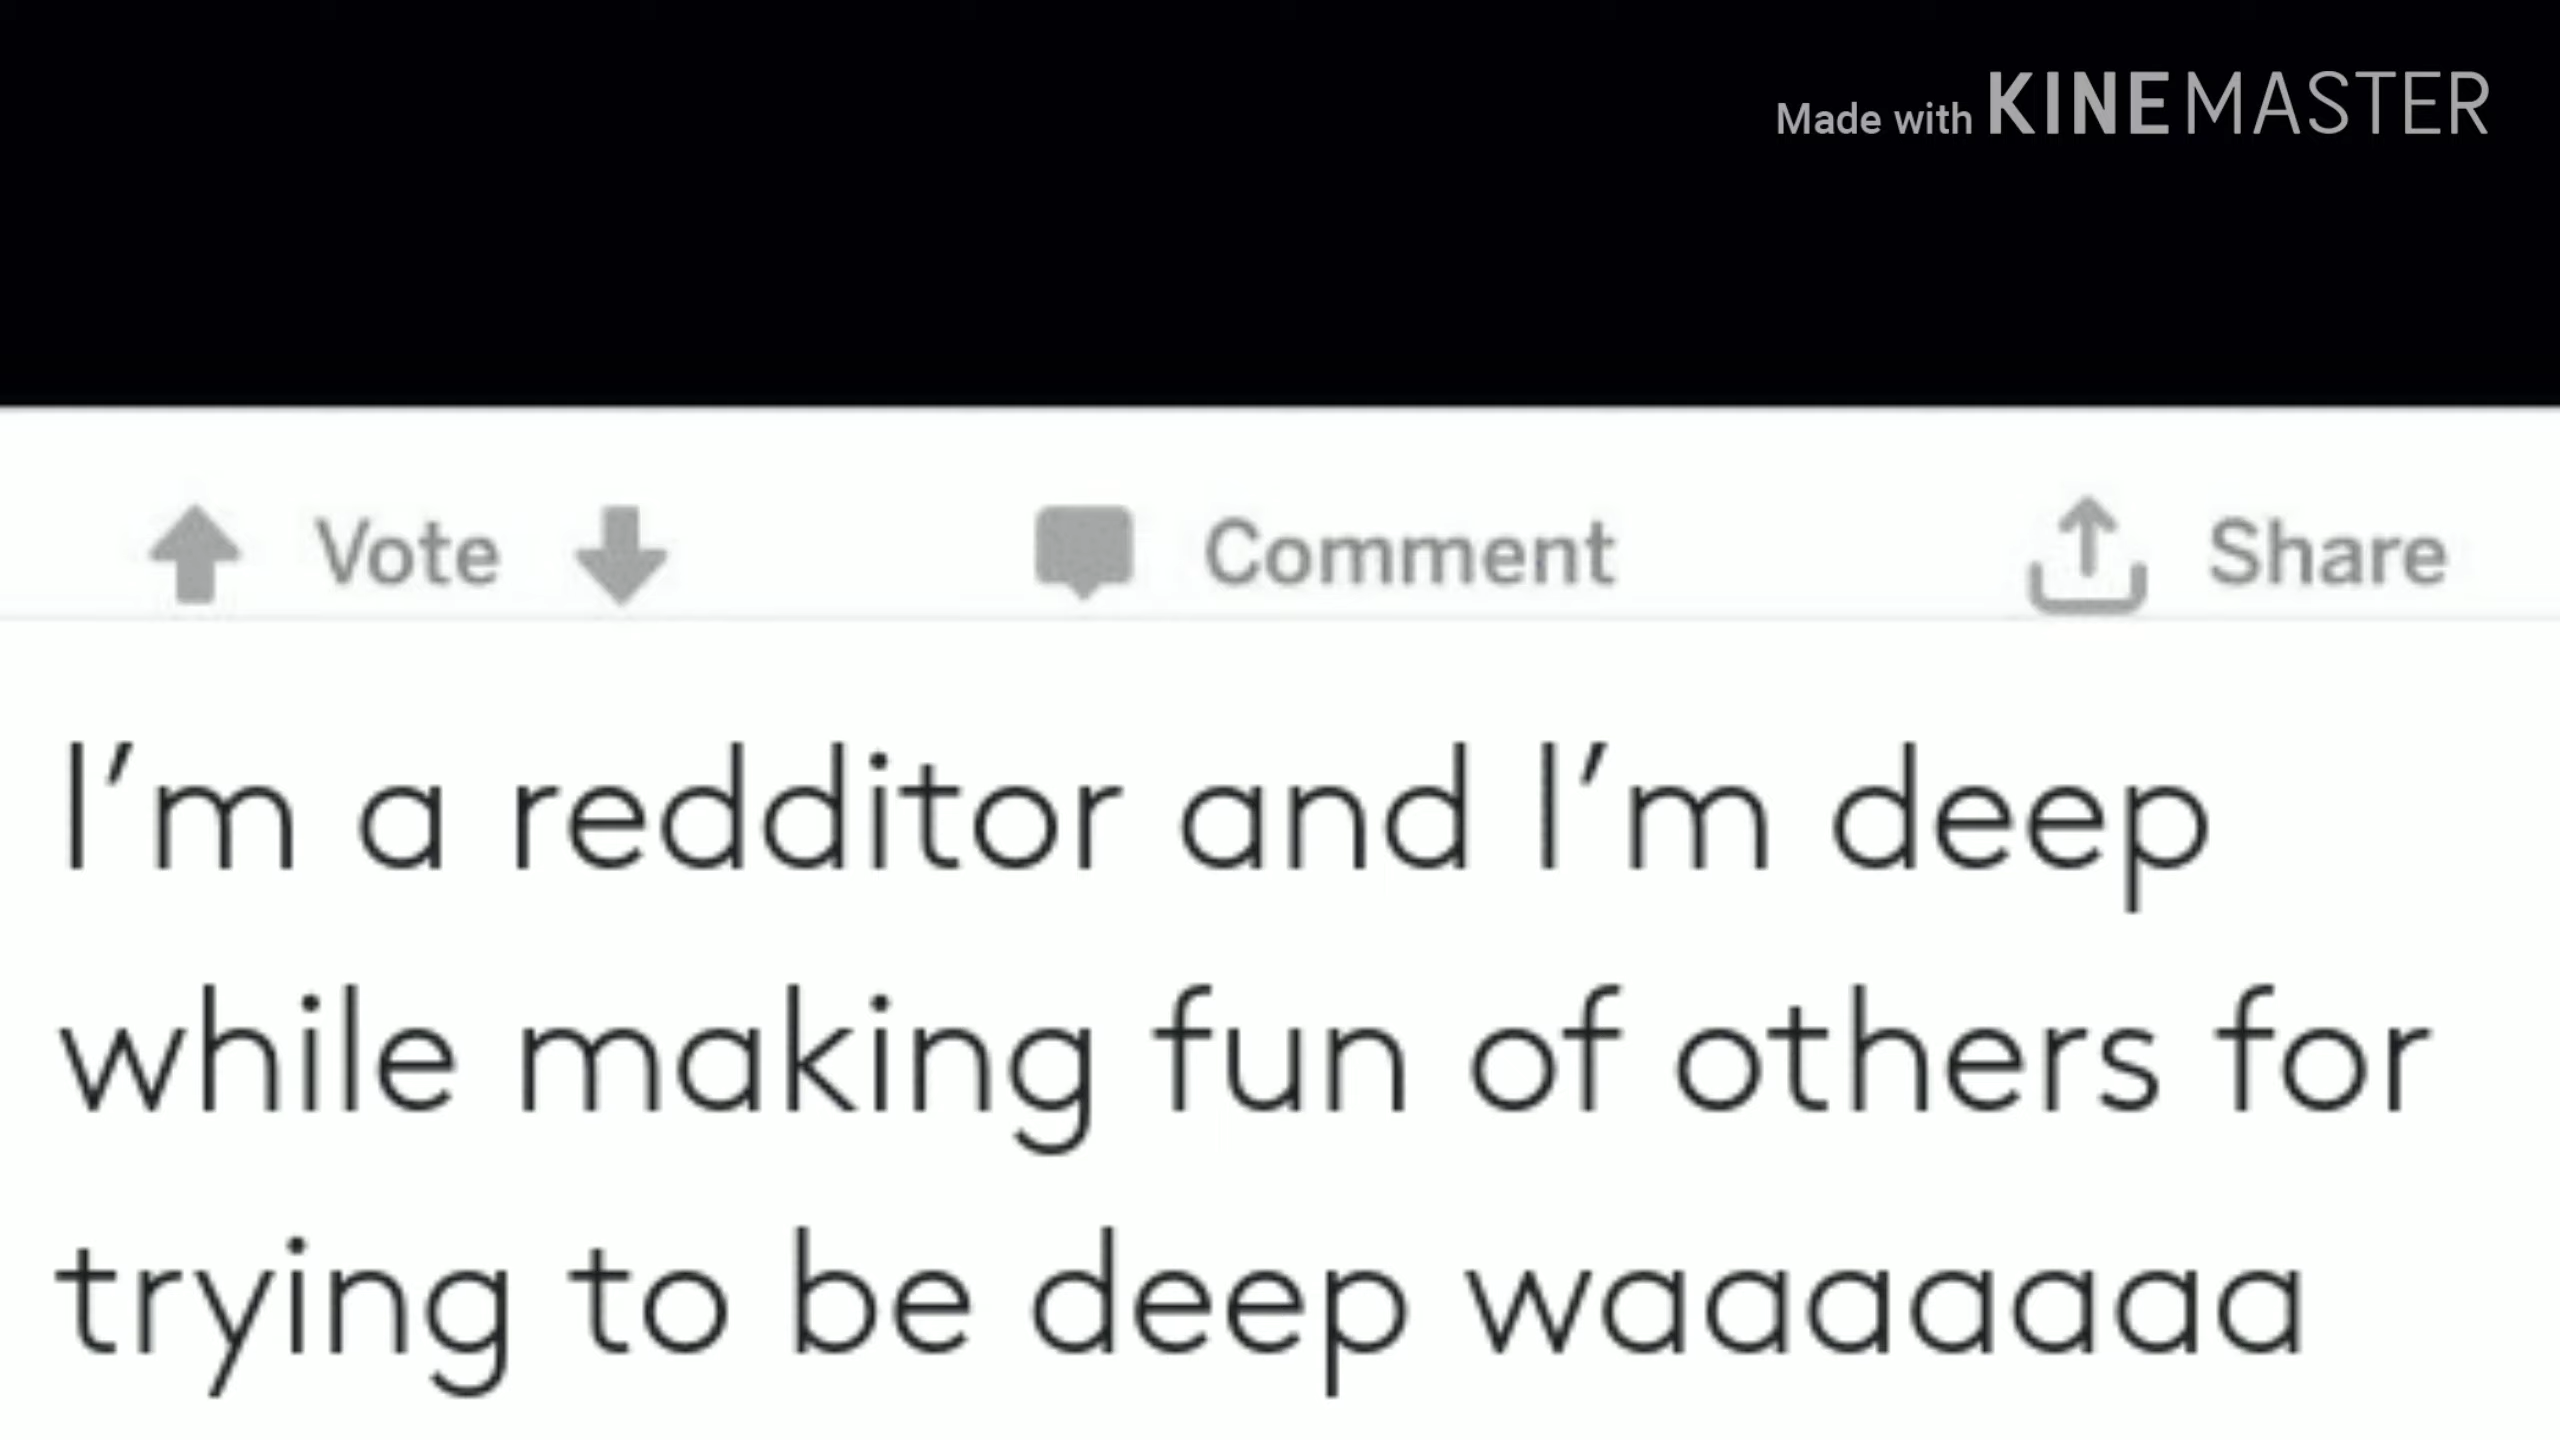 Made with KINEMASTER
Vote Comment Share
I'm a redditor and I'm deep
while making fun of others for
trying to be deep waaaaaaa